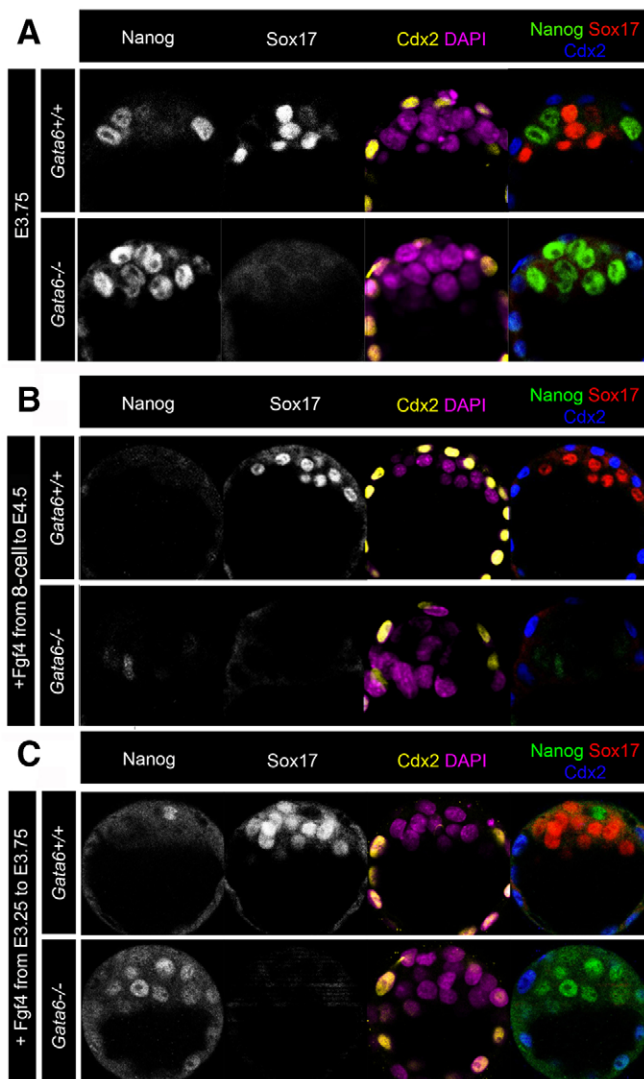 A
Nanog
Sox17
Cdx2 DAPI
Nanog Sox17
Cdx2
E3.75
Gata6+/+
Gata6-/-
B
Nanog
Sox17
Cdx2 DAPI
Nanog Sox17
Cdx2
+Fgf4 from 8-cell to E4.5
Gata6+/+
Gata6-/-
C
Nanog
Sox17
Cdx2 DAPI
Nanog Sox17
Cdx2
+ Fgf4 from E3.25 to E3.75
Gata6+/+
Gata6-/-